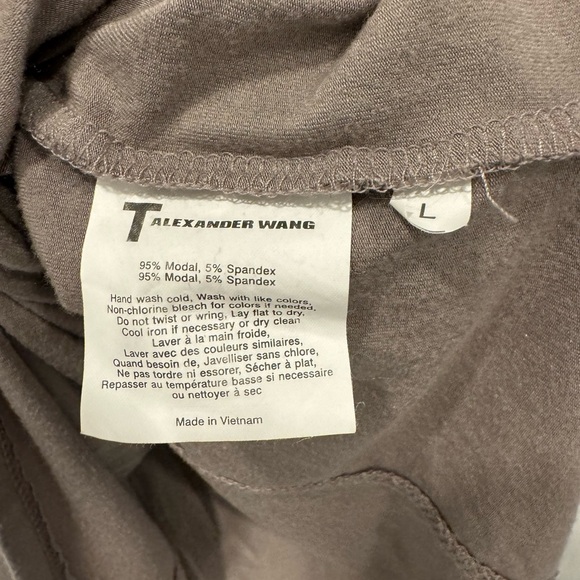 T ALEXANDER WANG
L
95% Modal, 5% Spandex
95% Modal, 5% Spandex
Hand wash cold, Wash with like colors,
Non-chlorine bleach for colors if needed,
Do not twist or wring, Lay flat to dry,
Cool iron if necessary or dry clean
Laver à la main froide,
Laver avec des couleurs similaires,
Quand besoin de, Javelliser sans chlore,
Ne pas tordre ni essorer, Sécher à plat,
Repasser au température basse si necessaire
ou nettoyer à sec
Made in Vietnam